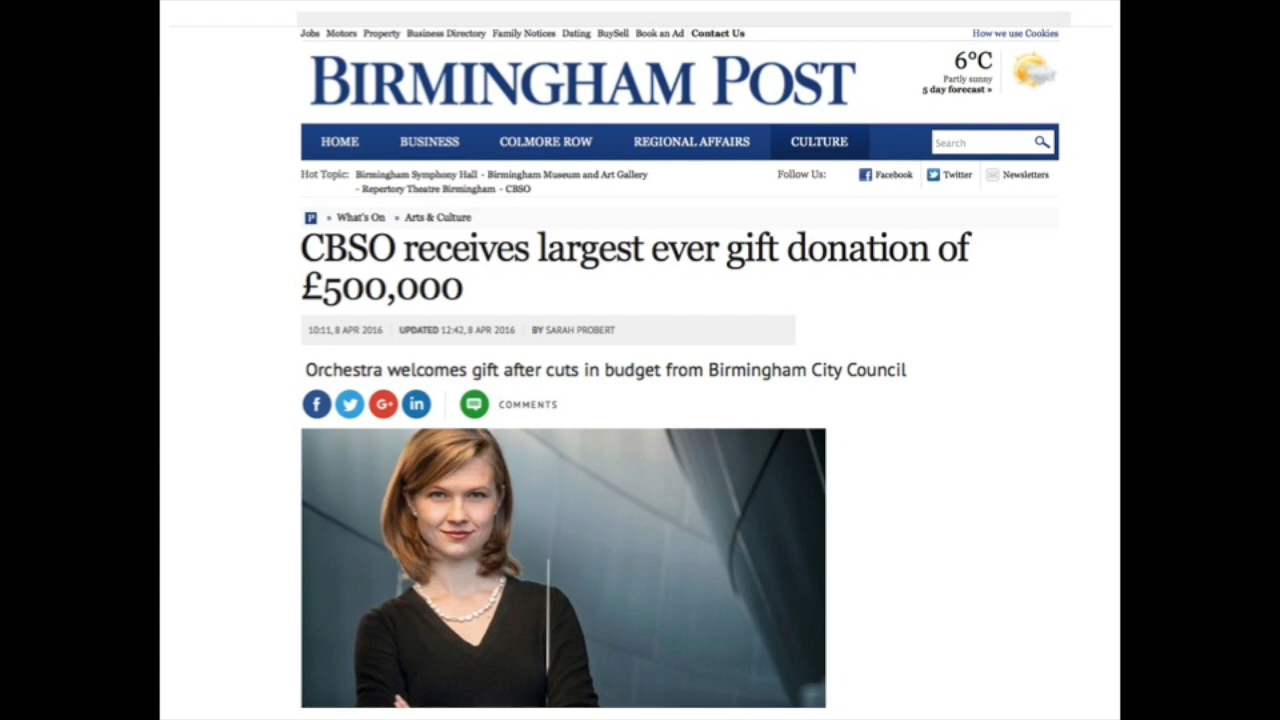 Jobs Motors Property Business Directory Family Notices Dating BuySell Book an Ad Contact Us How we use Cookies
BIRMINGHAM POST
6°C
Partly sunny
5 day forecast »
HOME BUSINESS COLMORE ROW REGIONAL AFFAIRS CULTURE Search
Hot Topic: Birmingham Symphony Hall - Birmingham Museum and Art Gallery
- Repertory Theatre Birmingham - CBSO
Follow Us: Facebook Twitter Newsletters
P » What's On » Arts & Culture
CBSO receives largest ever gift donation of
£500,000
10:11, 8 APR 2016 UPDATED 12:42, 8 APR 2016 BY SARAH PROBERT
Orchestra welcomes gift after cuts in budget from Birmingham City Council
f G+ in COMMENTS